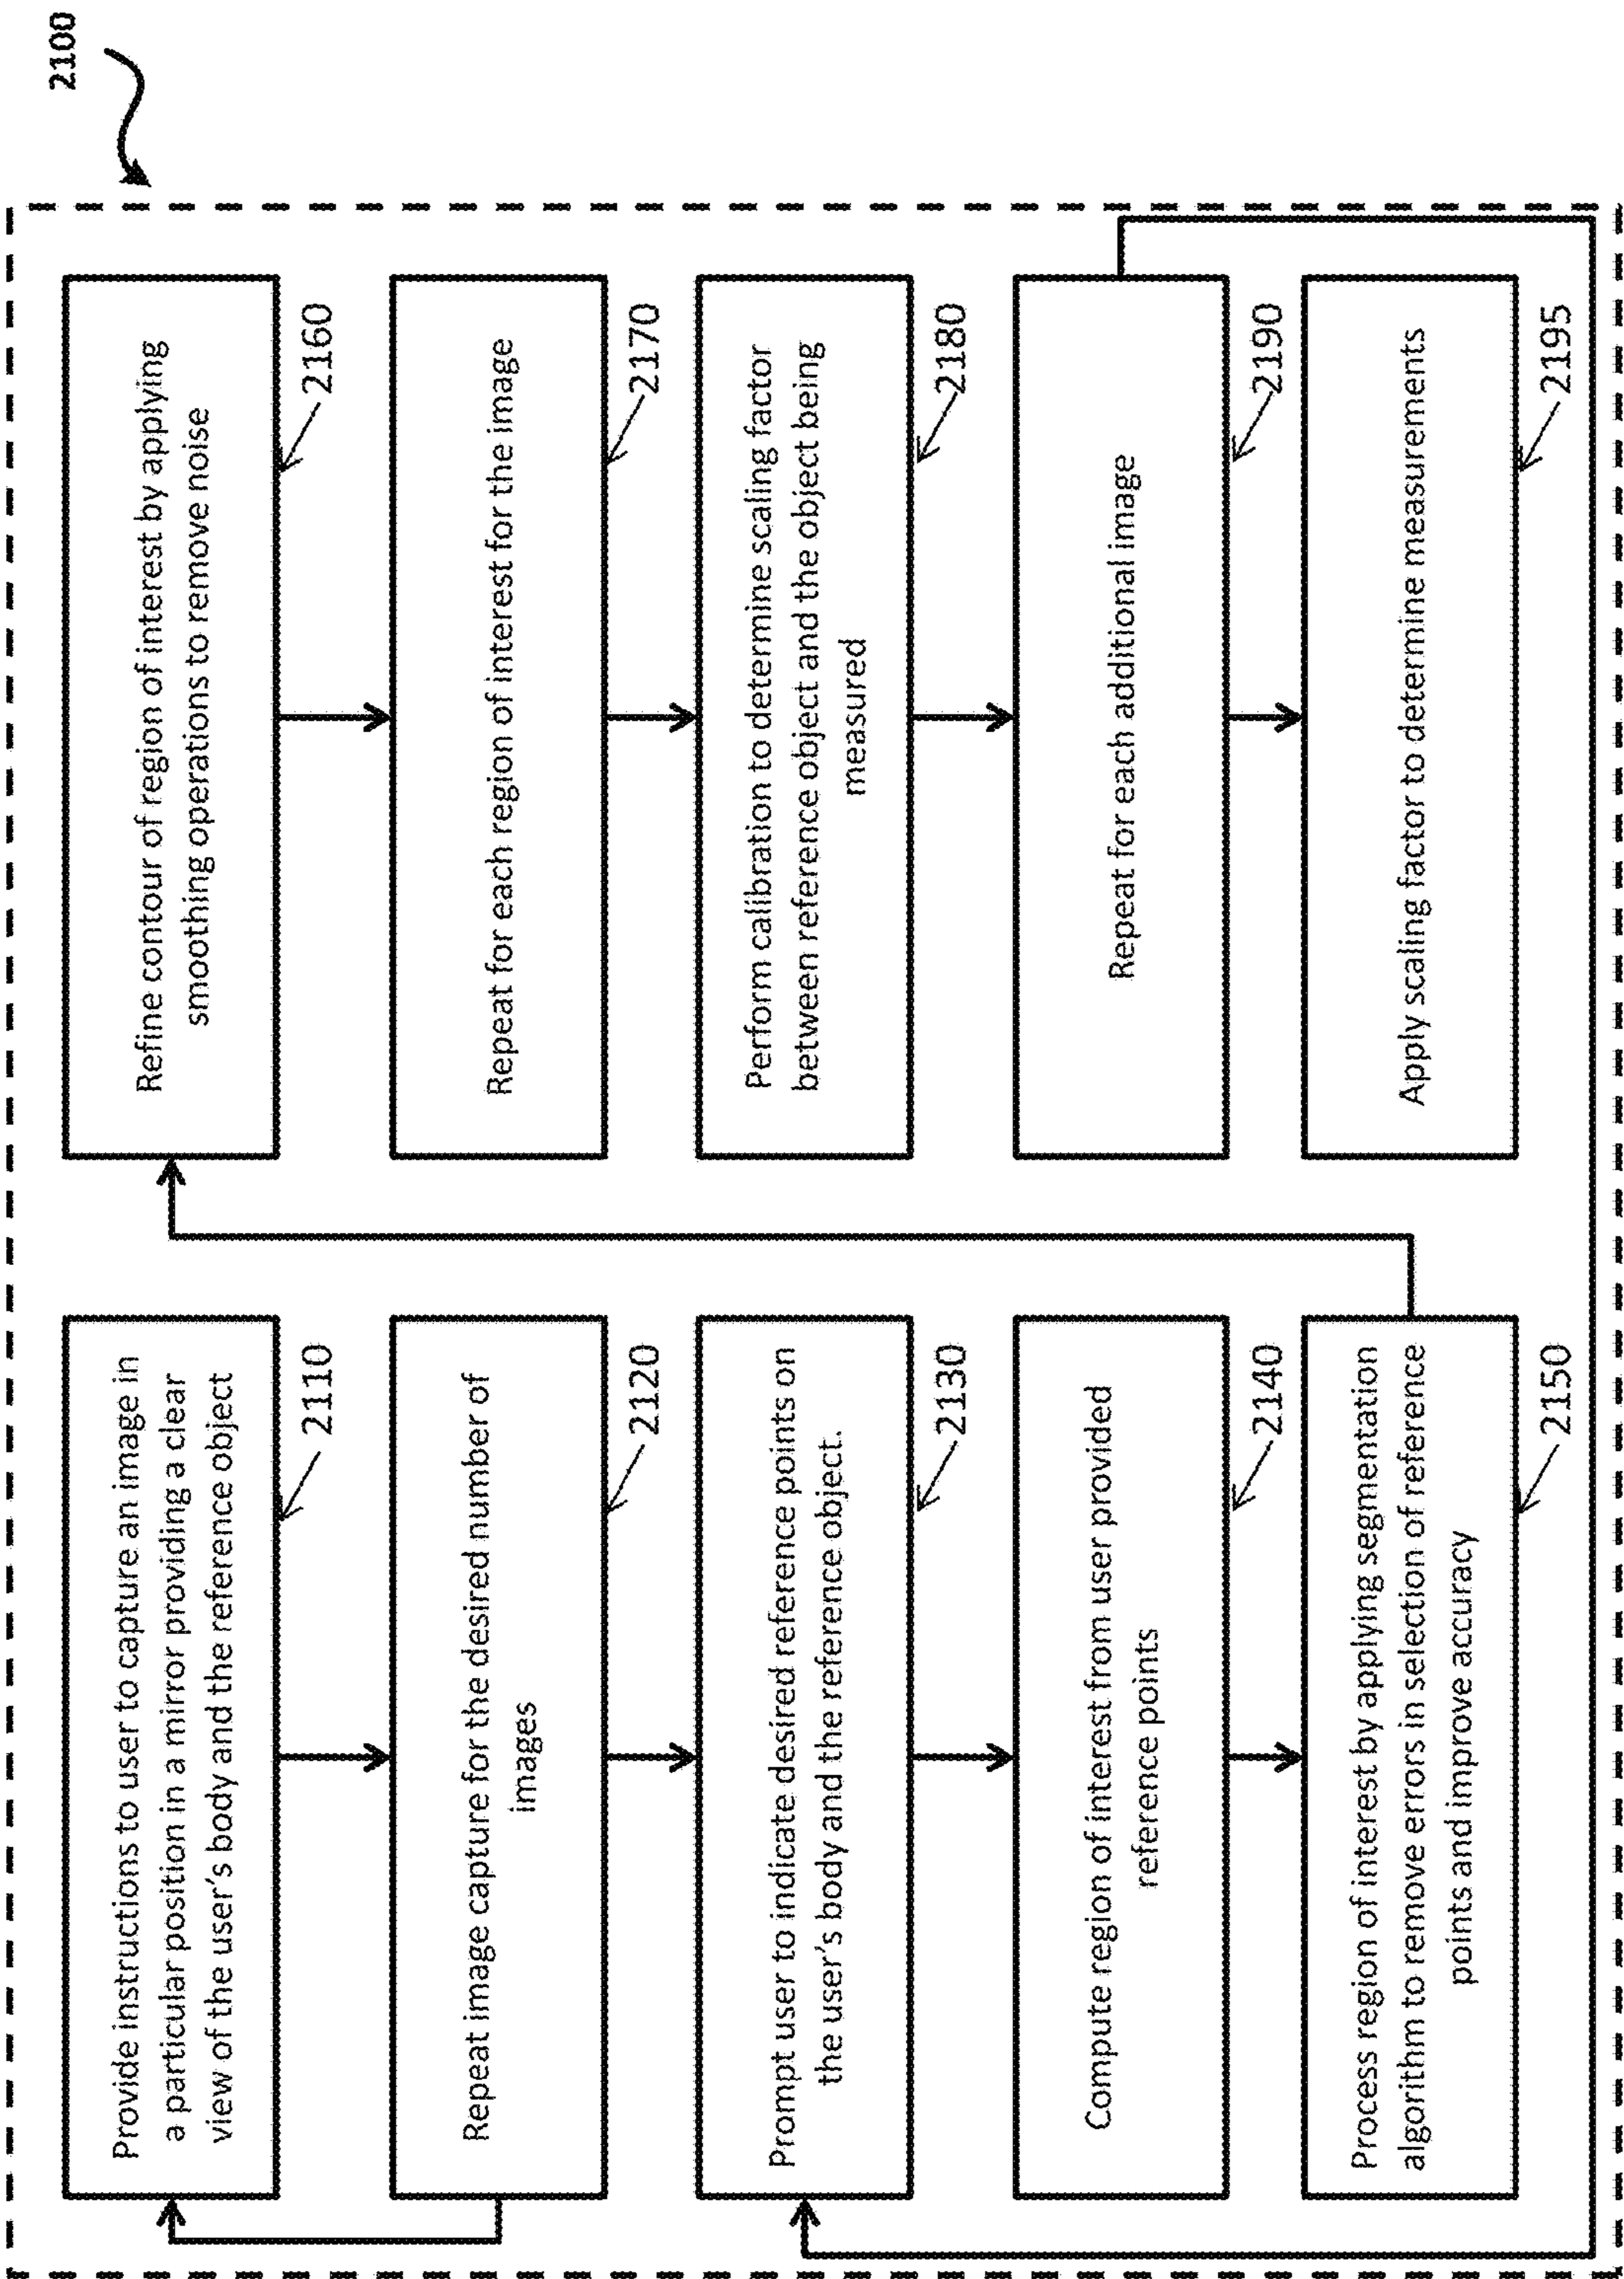 2100
Provide instructions to user to capture an image in
a particular position in a mirror providing a clear
view of the user's body and the reference object
2110
Repeat image capture for the desired number of
images
2120
Prompt user to indicate desired reference points on
the user's body and the reference object.
2130
Compute region of interest from user provided
reference points
2140
Process region of interest by applying segmentation
algorithm to remove errors in selection of reference
points and improve accuracy
2150
Refine contour of region of interest by applying
smoothing operations to remove noise
2160
Repeat for each region of interest for the image
2170
Perform calibration to determine scaling factor
between reference object and the object being
measured
2180
Repeat for each additional image
2190
Apply scaling factor to determine measurements
2195